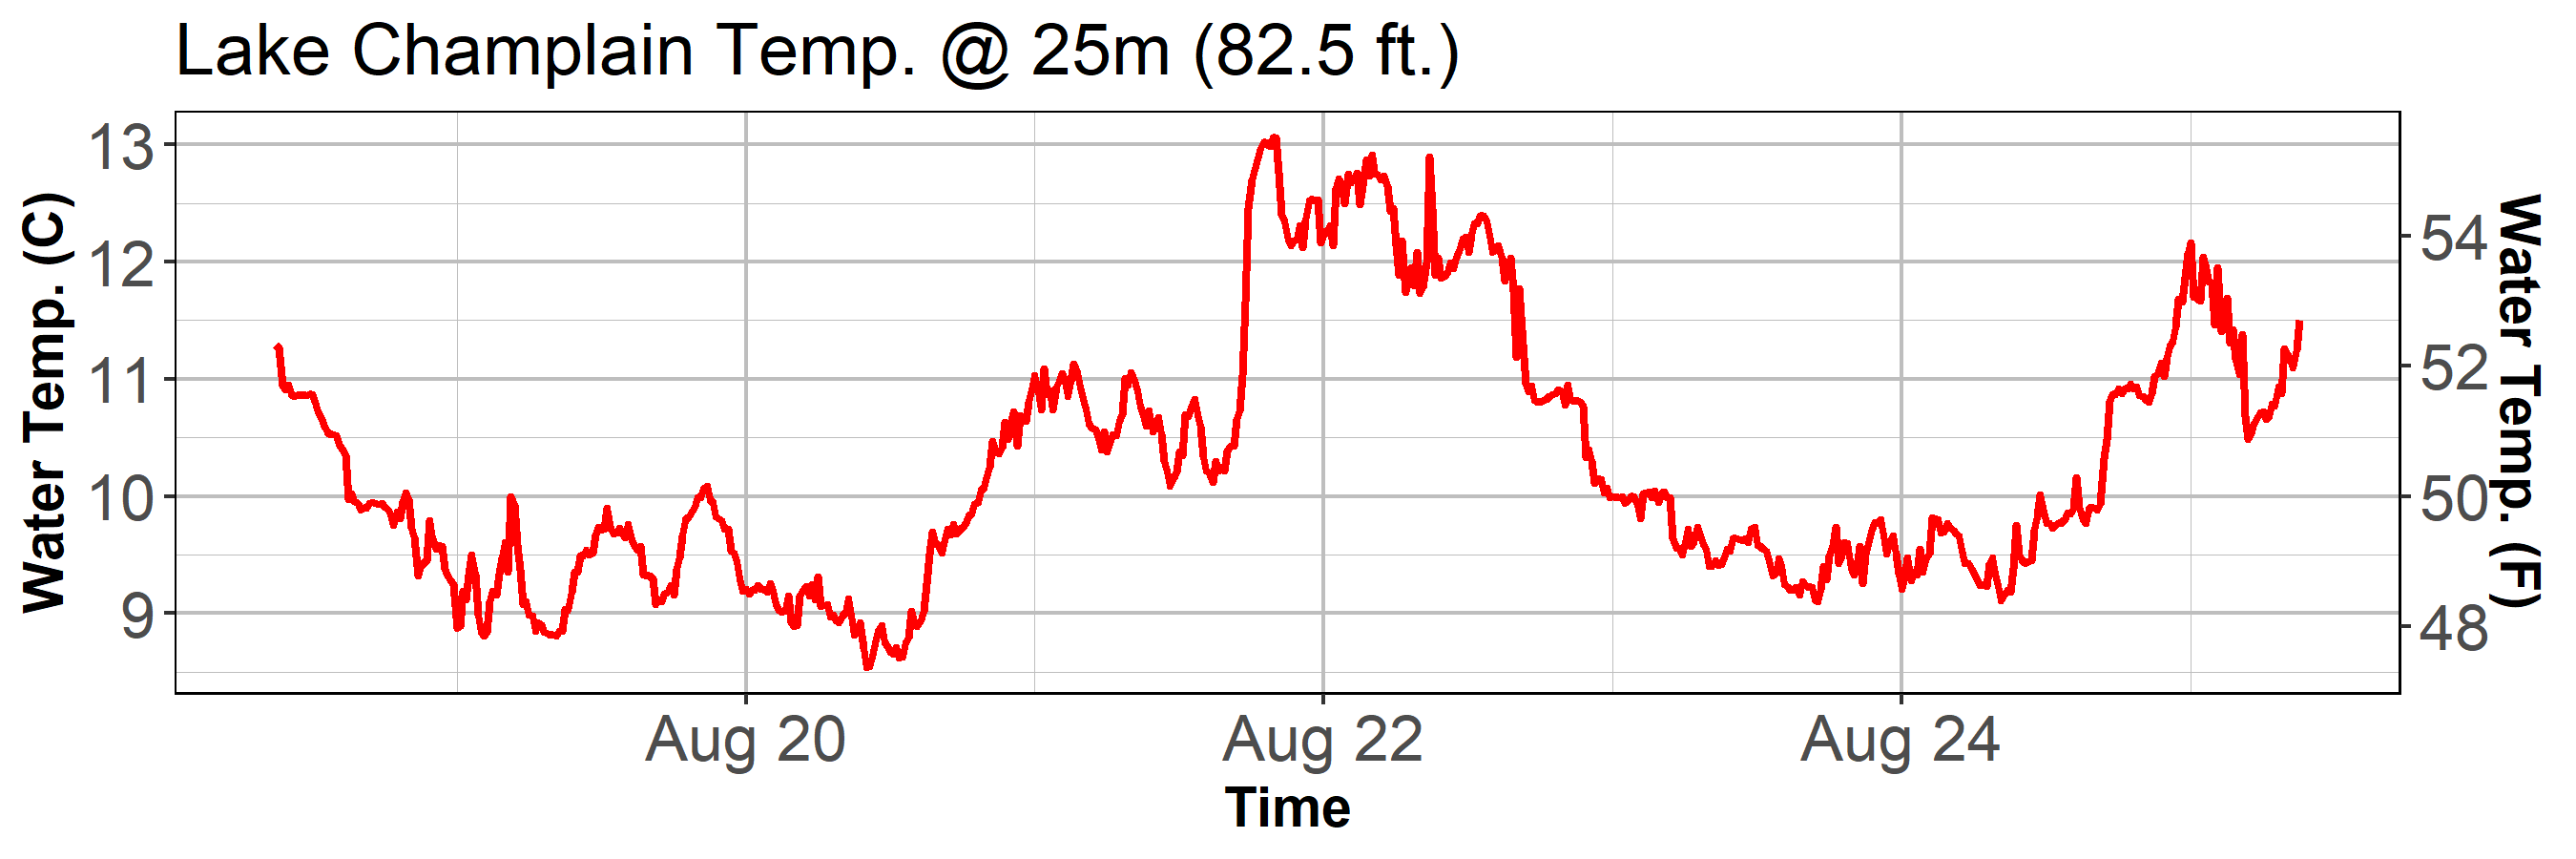 Lake Champlain Temp. @ 25m (82.5 ft.)
Water Temp. (C)
13
12
11
10
9
54
52
50
48
Water Temp. (F)
Aug 20
Aug 22
Aug 24
Time